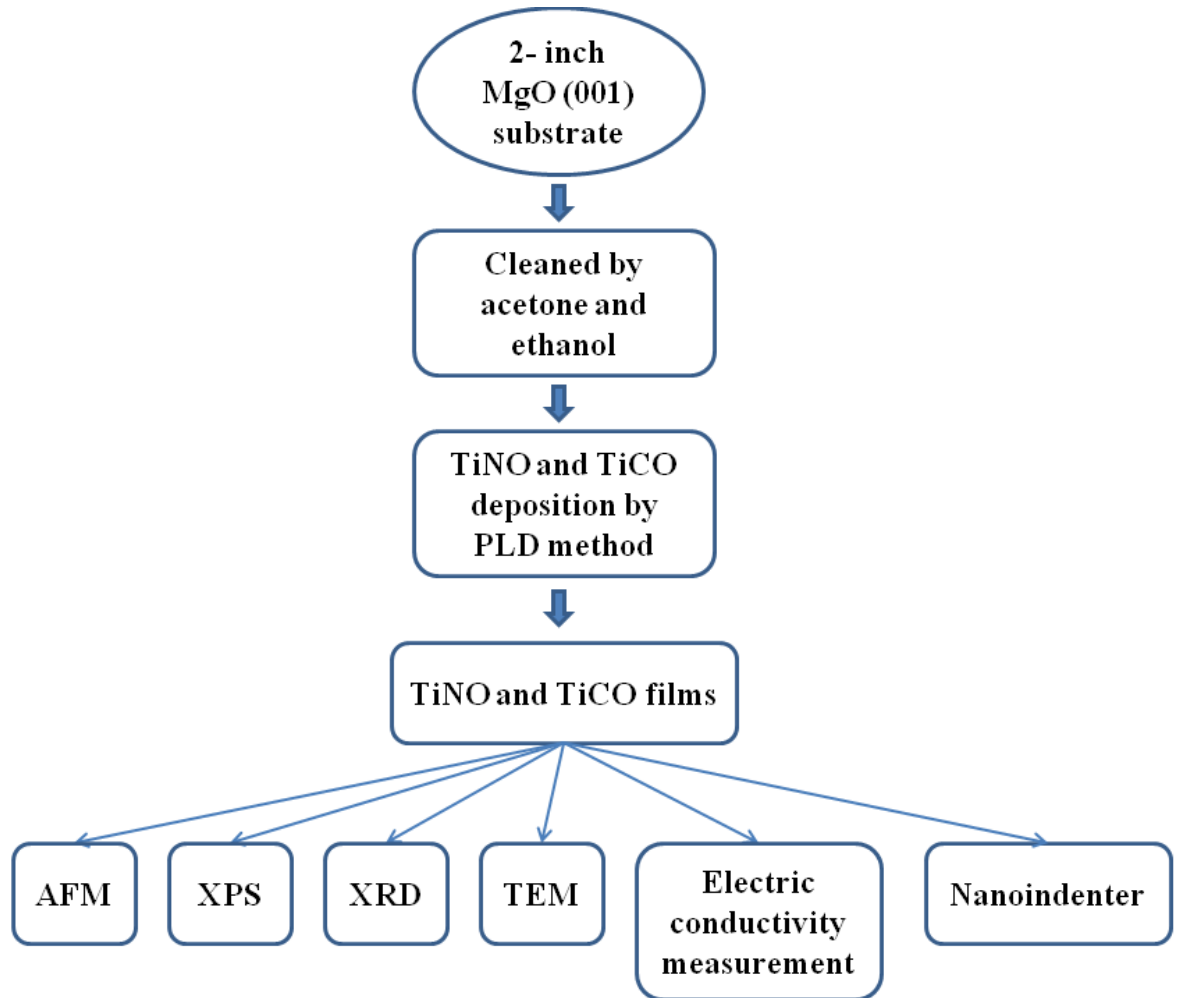 2- inch
MgO (001)
substrate
Cleaned by
acetone and
ethanol
TiNO and TiCO
deposition by
PLD method
TiNO and TiCO films
AFM
XPS
XRD
TEM
Electric
conductivity
measurement
Nanoindenter